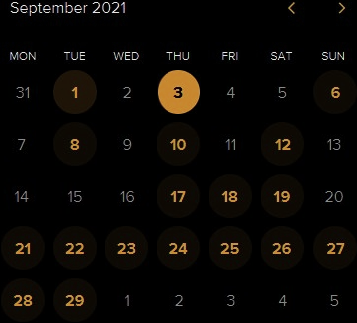 September 2021 < >
MON TUE WED THU FRI SAT SUN
31 1 2 3 4 5 6
7 8 9 10 11 12 13
14 15 16 17 18 19 20
21 22 23 24 25 26 27
28 29 1 2 3 4 5